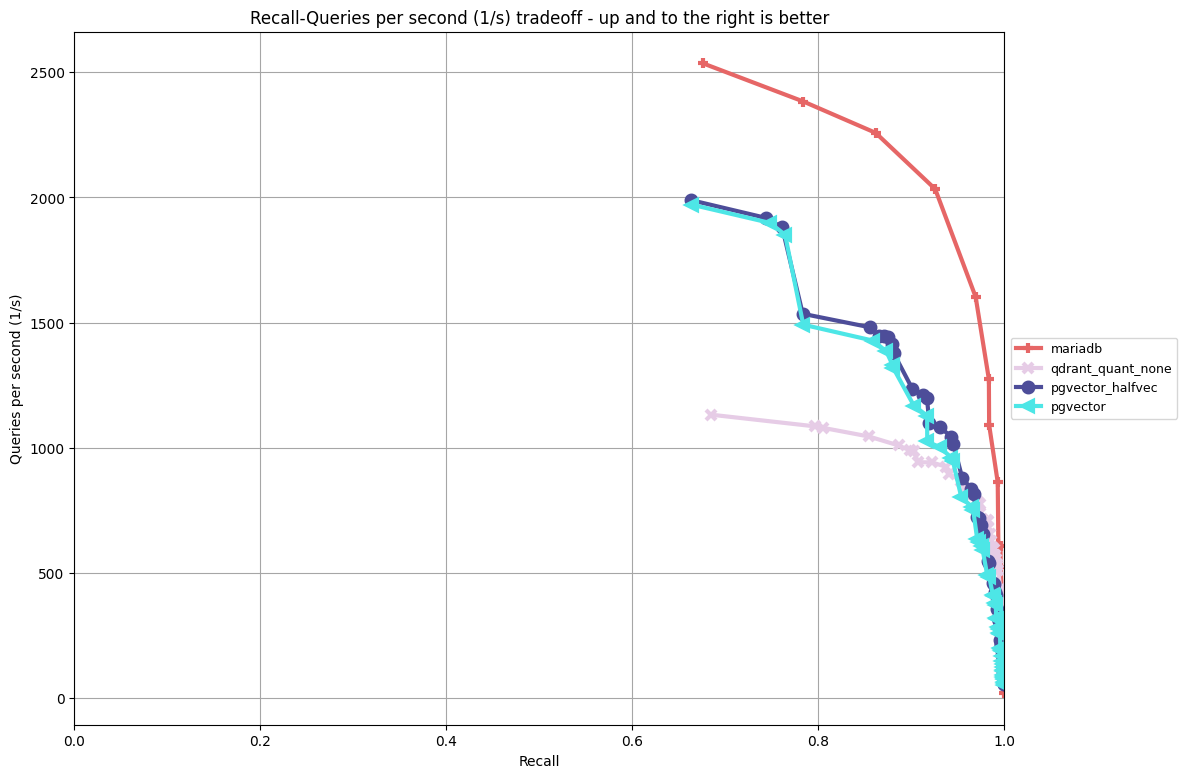 Recall-Queries per second (1/s) tradeoff - up and to the right is better
Queries per second (1/s)
2500
2000
1500
1000
500
0
0.0 0.2 0.4 0.6 0.8 1.0
Recall
mariadb
qdrant_quant_none
pgvector_halfvec
pgvector